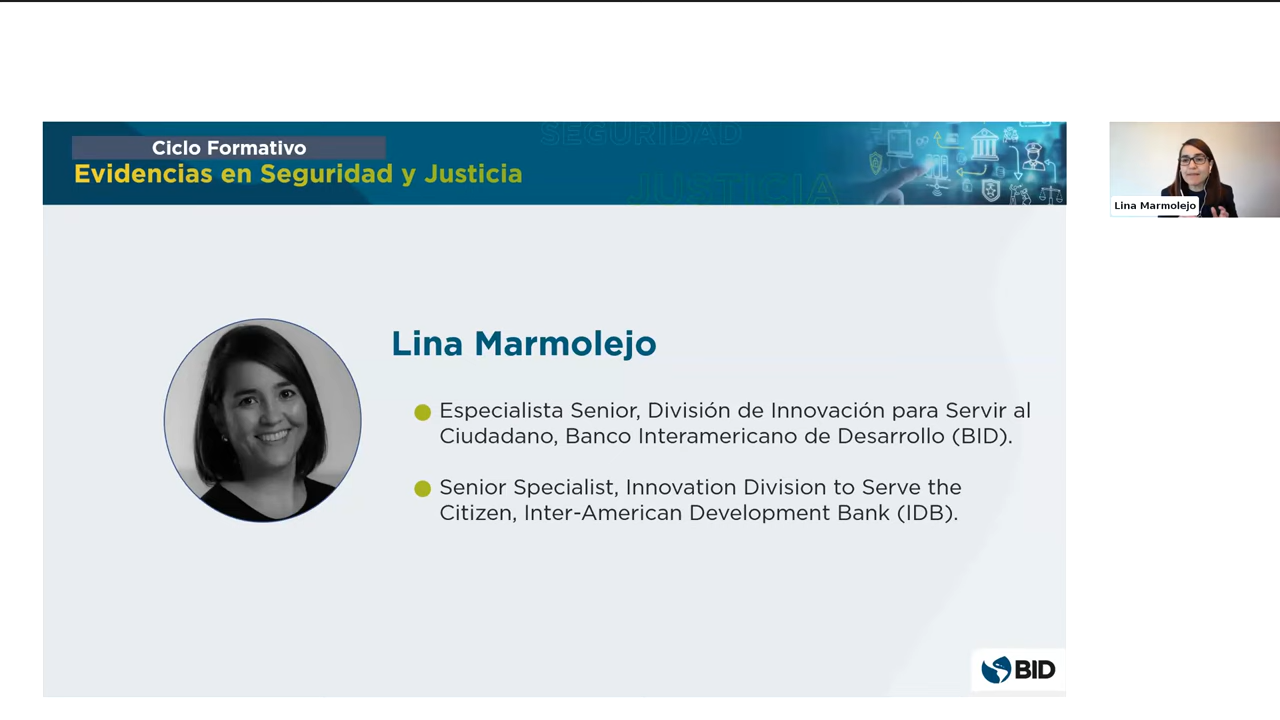 SEGURIDAD
Ciclo Formativo
Evidencias en Seguridad y Justicia
JUSTICIA
Lina Marmolejo
Lina Marmolejo
Especialista Senior, División de Innovación para Servir al
Ciudadano, Banco Interamericano de Desarrollo (BID).
Senior Specialist, Innovation Division to Serve the
Citizen, Inter-American Development Bank (IDB).
BID